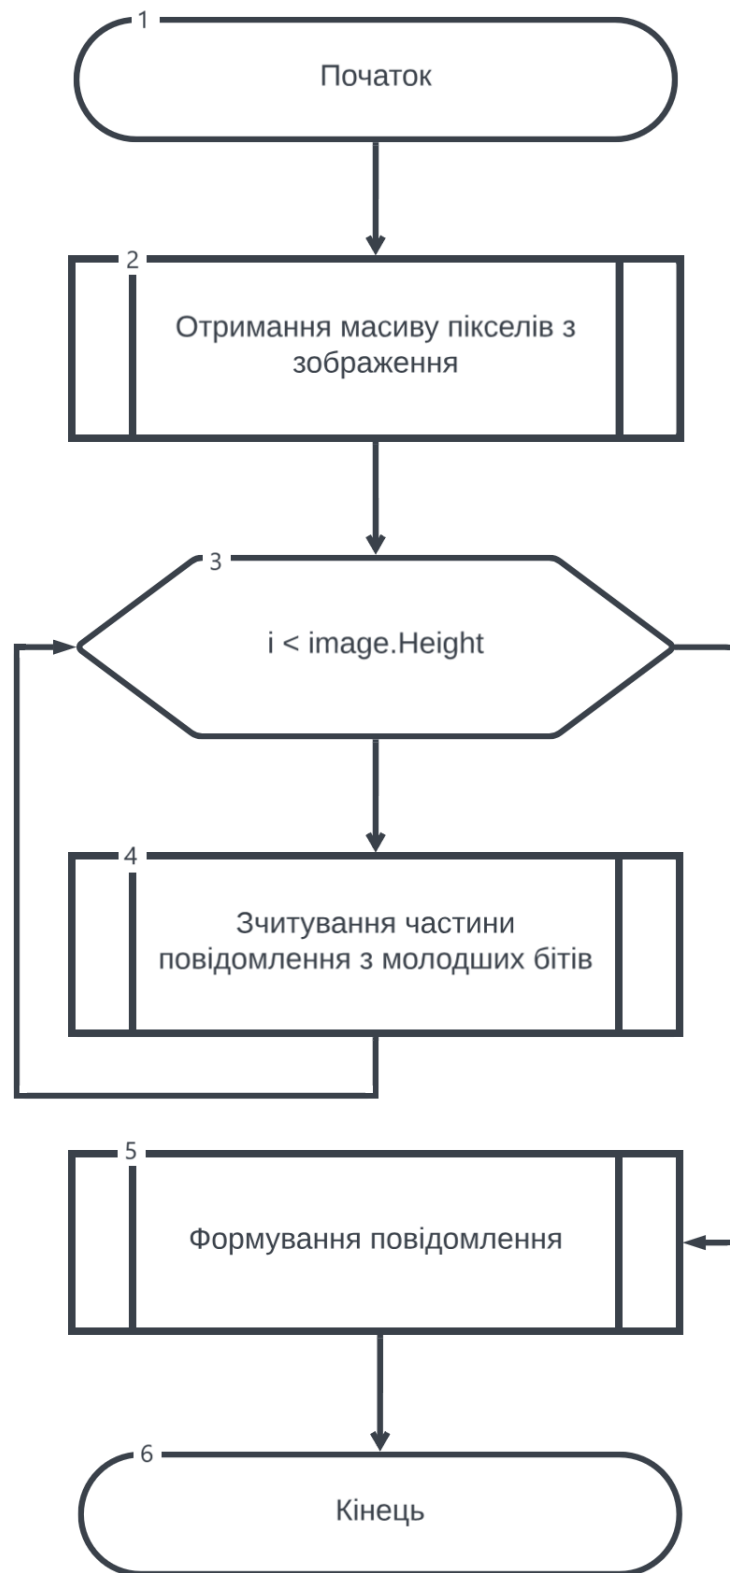 1
Початок
2
Отримання масиву пікселів з
зображення
3
i < image.Height
4
Зчитування частини
повідомлення з молодших бітів
5
Формування повідомлення
6
Кінець